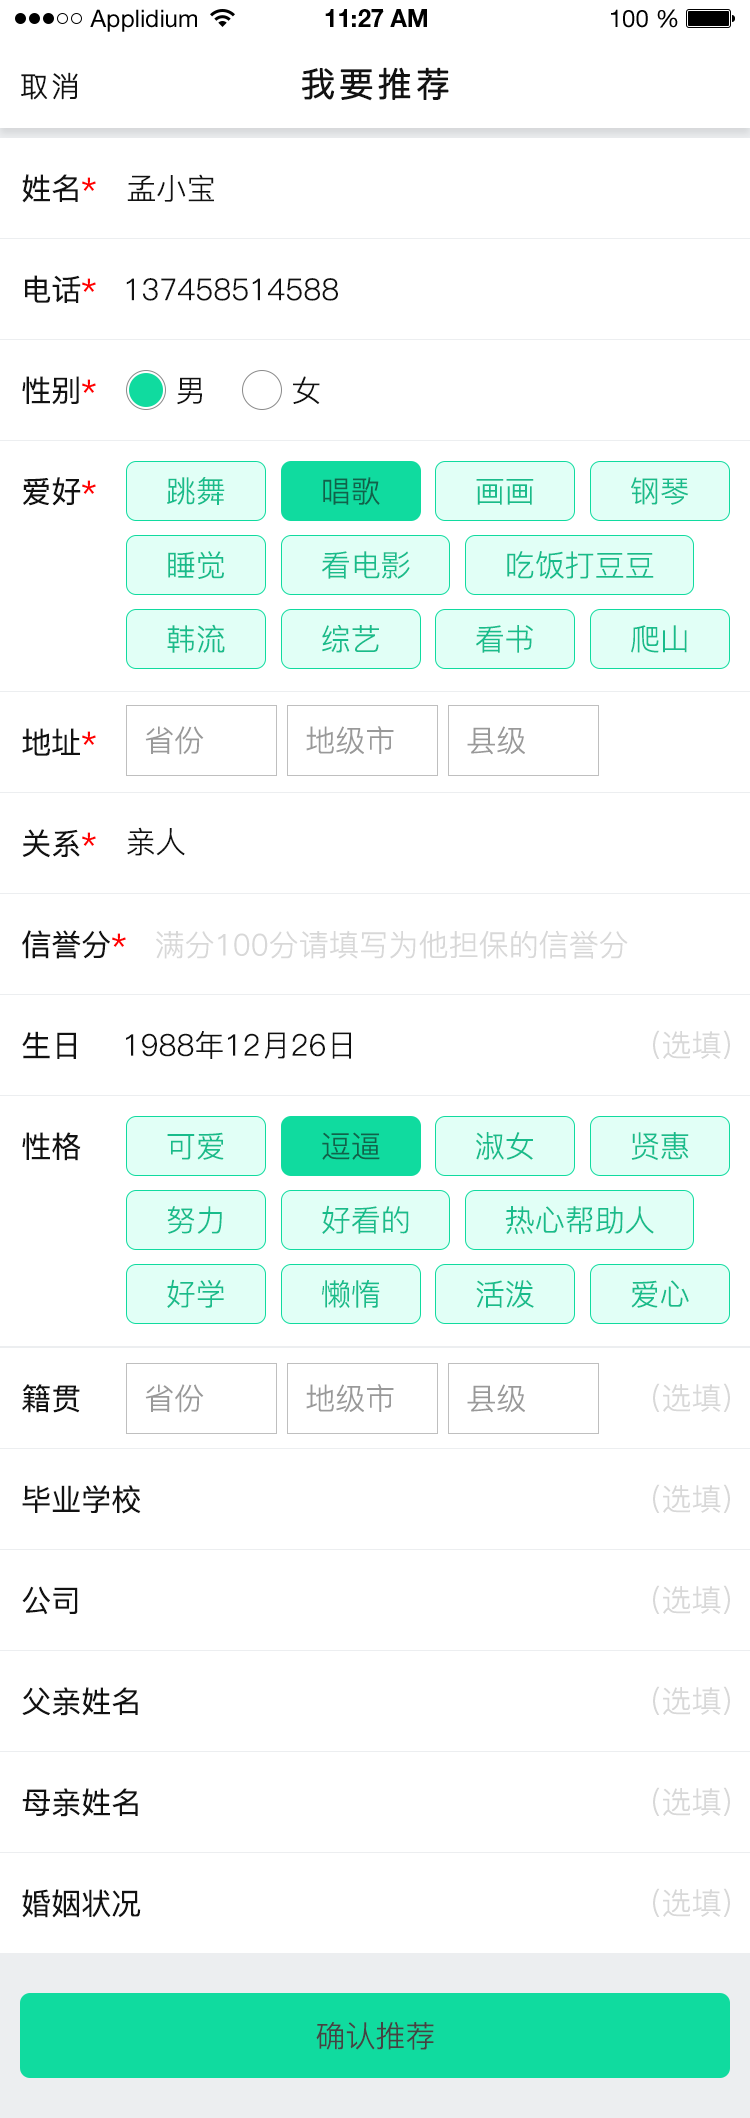 Applidium 11:27 AM 100 %
取消 我要推荐
姓名* 孟小宝
电话* 137458514588
性别* 男 女
爱好* 跳舞 唱歌 画画 钢琴
睡觉 看电影 吃饭打豆豆
韩流 综艺 看书 爬山
地址* 省份 地级市 县级
关系* 亲人
信誉分* 满分100分请填写为他担保的信誉分
生日 1988年12月26日 (选填)
性格 可爱 逗逼 淑女 贤惠
努力 好看的 热心帮助人
好学 懒惰 活泼 爱心
籍贯 省份 地级市 县级 (选填)
毕业学校 (选填)
公司 (选填)
父亲姓名 (选填)
母亲姓名 (选填)
婚姻状况 (选填)
确认推荐